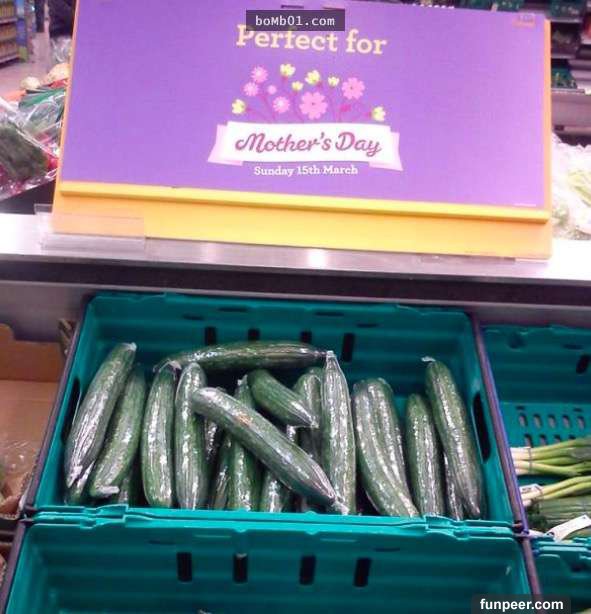 boMb01.com
Perfect for
Mother's Day
Sunday 15th March
funpeer.com